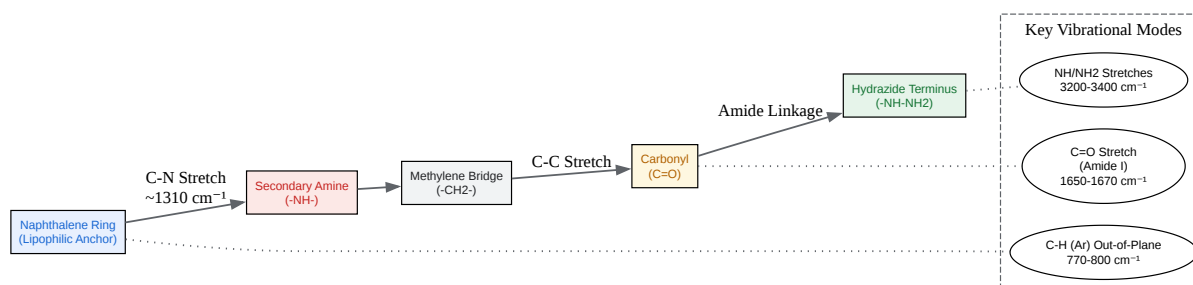 Key Vibrational Modes
NH/NH2 Stretches
3200-3400 cm⁻¹
Hydrazide Terminus
(-NH-NH2)
Amide Linkage
C=O Stretch
(Amide I)
1650-1670 cm⁻¹
C-C Stretch
Carbonyl
(C=O)
Methylene Bridge
(-CH2-)
C-N Stretch
~1310 cm⁻¹
Secondary Amine
(-NH-)
Naphthalene Ring
(Lipophilic Anchor)
C-H (Ar) Out-of-Plane
770-800 cm⁻¹